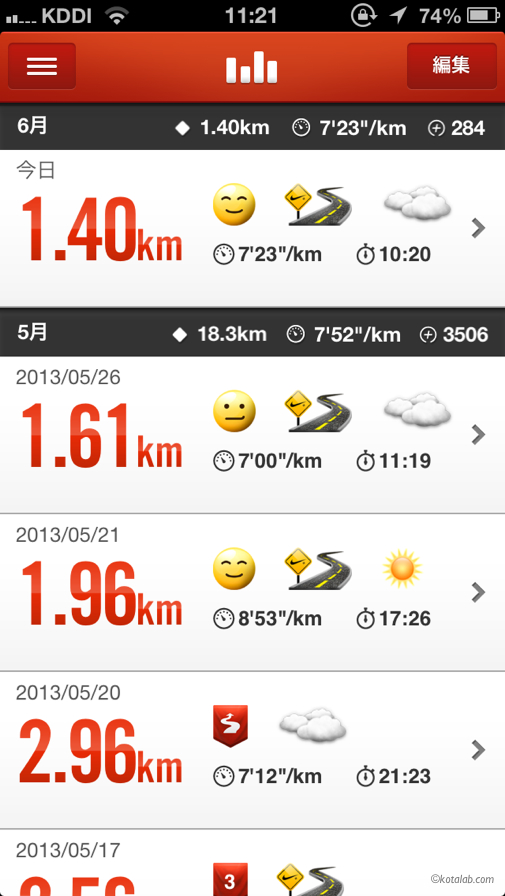 KDDI 11:21 74%
編集
6月 1.40km 7'23"/km 284
今日
1.40km
7'23"/km 10:20
5月 18.3km 7'52"/km 3506
2013/05/26
1.61km
7'00"/km 11:19
2013/05/21
1.96km
8'53"/km 17:26
2013/05/20
2.96km
7'12"/km 21:23
2013/05/17
3
©kotalab.com